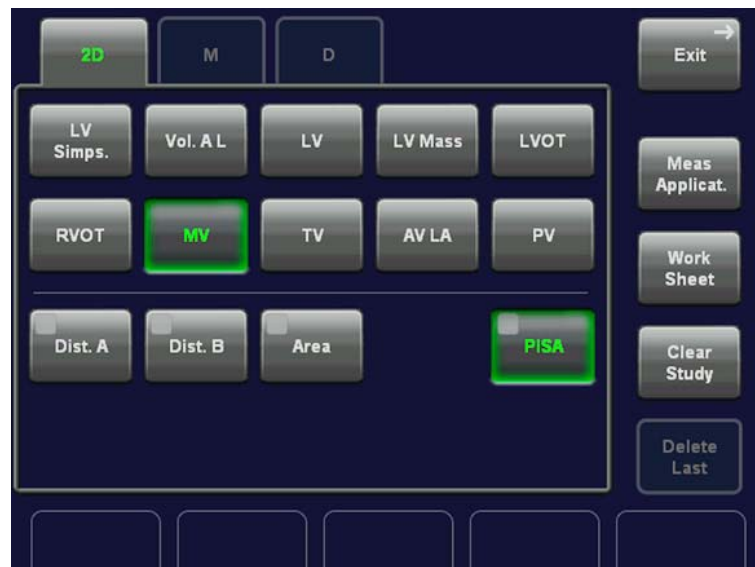 2D
M
D
Exit
LV
Simps.
Vol. A L
LV
LV Mass
LVOT
Meas
Applicat.
RVOT
MV
TV
AV LA
PV
Work
Sheet
Dist. A
Dist. B
Area
PISA
Clear
Study
Delete
Last